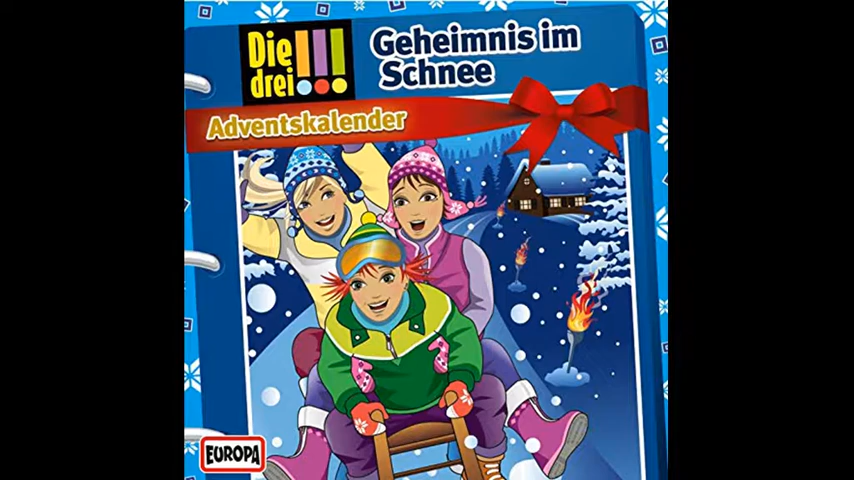 Die
drei !!!
Geheimnis im
Schnee
Adventskalender
EUROPA